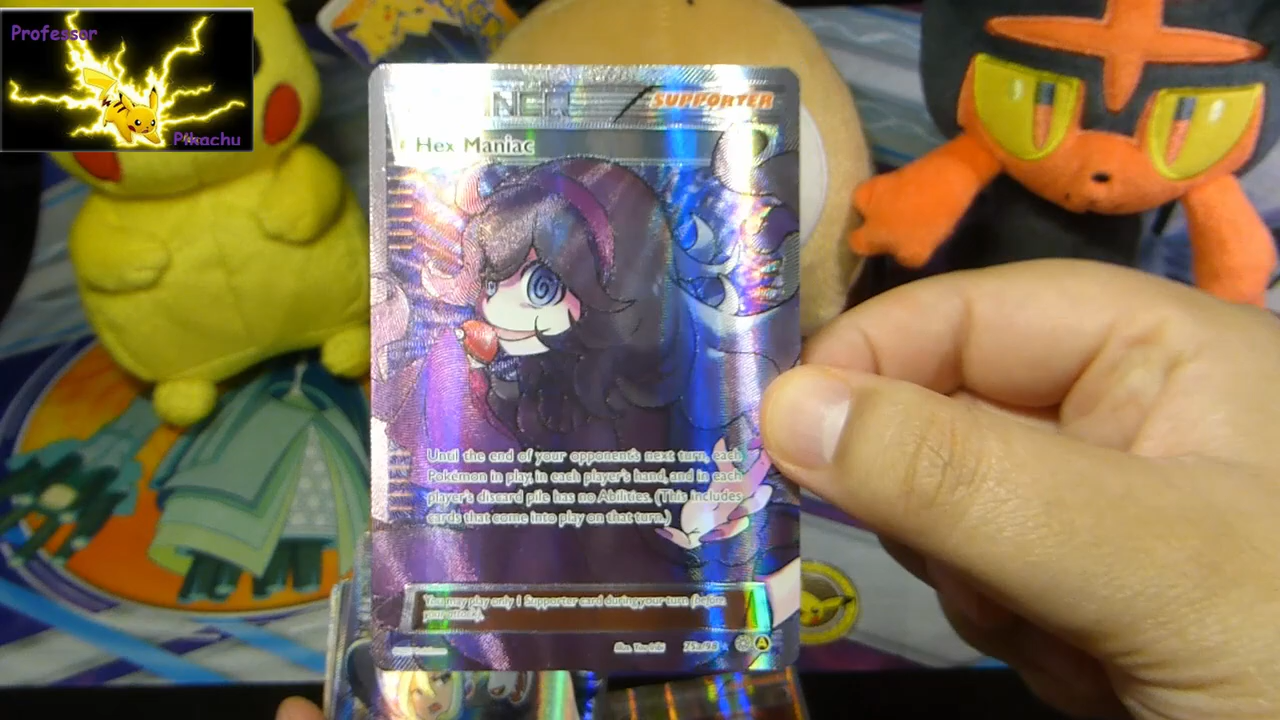 Professor
Pikachu
SUPPORTER
Hex Maniac
Until the end of your opponent's next turn, each
Pokémon in play, in each player's hand, and in each
player's discard pile has no Abilities. (This includes
cards that come into play on that turn.)
You may play only 1 Supporter card during your turn (before
your attack).
75a/98
A